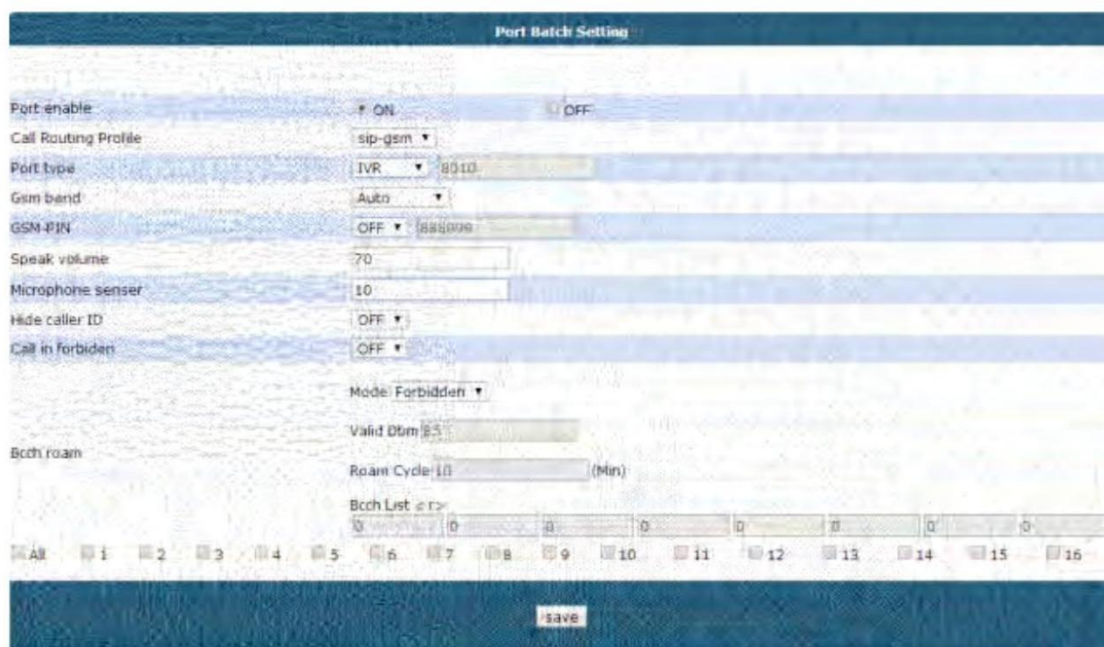 Port Batch Setting
Port enable ON OFF
Call Routing Profile sip-gsm
Port type IVR 8010
Gsm band Auto
GSM-PIN OFF 888999
Speak volume 70
Microphone senser 10
Hide caller ID OFF
Call in forbiden OFF
Mode Forbidden
Valid Dbm 85
Bcch roam
Roam Cycle 10 (Min)
Bcch List
0 0 0 0 0 0 0 0
All 1 2 3 4 5 6 7 8 9 10 11 12 13 14 15 16
save